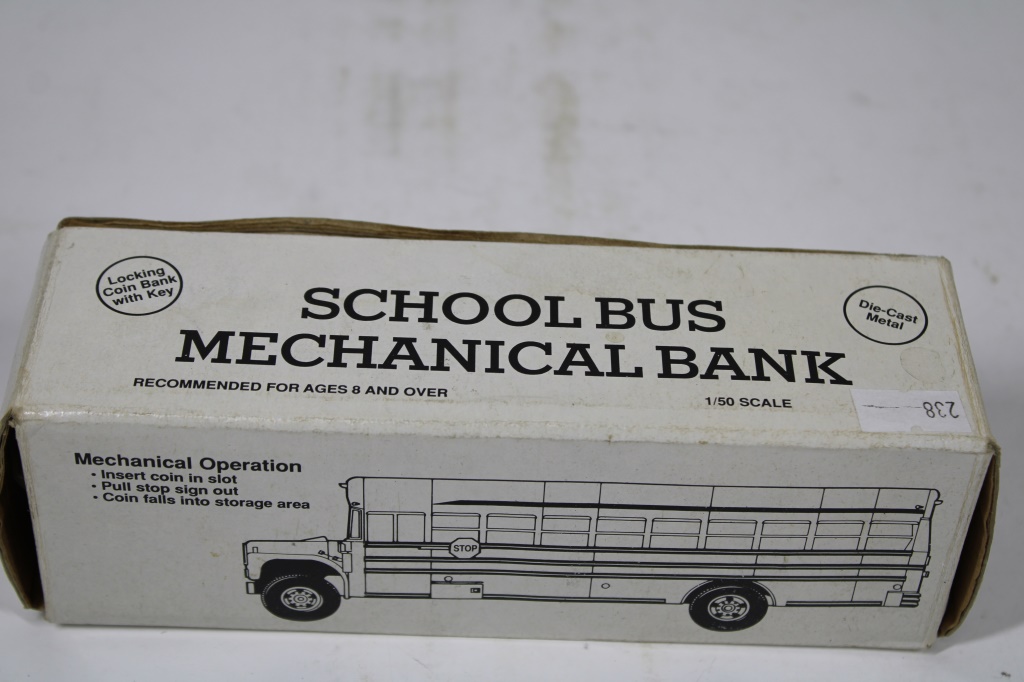 Locking
Coin Bank
with Key
SCHOOL BUS
MECHANICAL BANK
Die-Cast
Metal
RECOMMENDED FOR AGES 8 AND OVER
1/50 SCALE
238
Mechanical Operation
• Insert coin in slot
• Pull stop sign out
• Coin falls into storage area
STOP